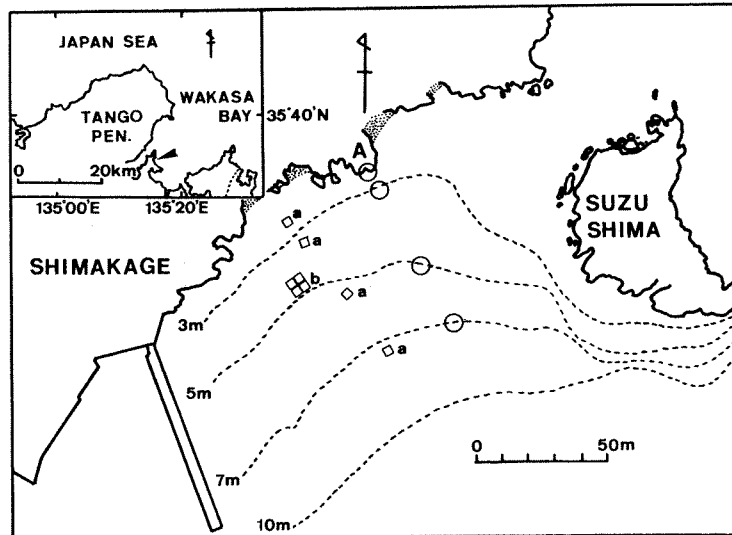 JAPAN SEA
WAKASA
BAY
TANGO
PEN.
0 20km
35°40'N
135°00'E 135°20'E
A
SUZU
SHIMA
SHIMAKAGE
a
a
b
a
a
3m
5m
7m
10m
0 50m